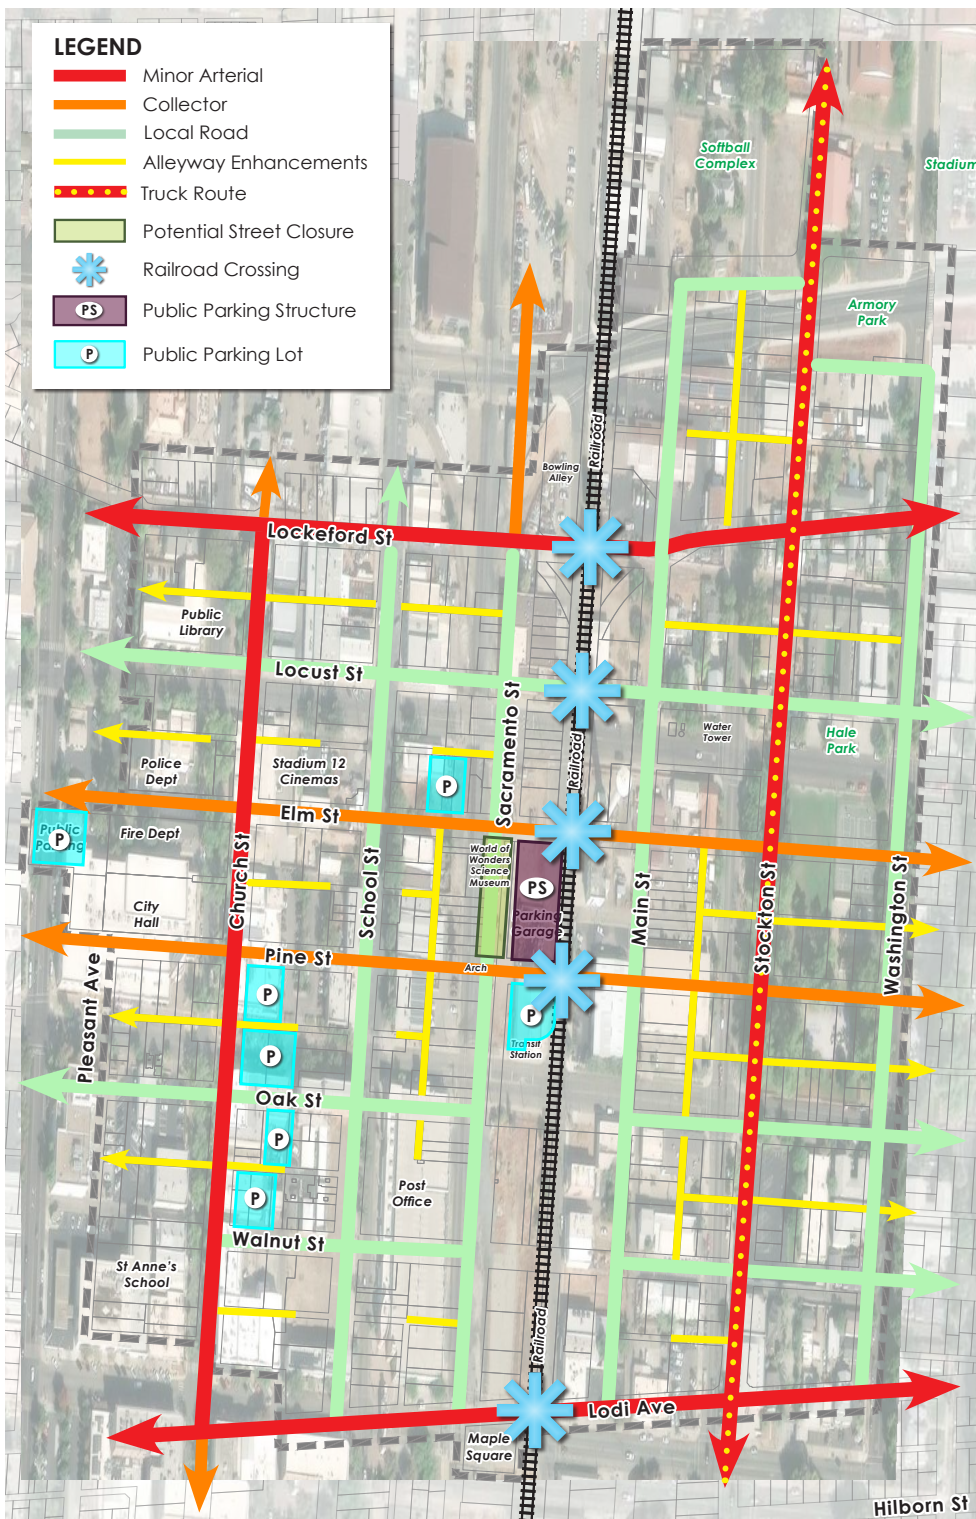 LEGEND
Minor Arterial
Collector
Local Road
Alleyway Enhancements
Truck Route
Potential Street Closure
Railroad Crossing
PS
Public Parking Structure
P
Public Parking Lot
Softball
Complex
Stadium
Armory
Park
Railroad
Bowling
Alley
Lockeford St
Public
Library
Locust St
Sacramento St
Water
Tower
Hale
Park
Railroad
Police
Dept
Stadium 12
Cinemas
P
Elm St
Public
Parking
P
Fire Dept
World of
Wonders
Science
Museum
PS
Parking
Garage
Church St
School St
Main St
Stockton St
Washington St
City
Hall
Pine St
Arch
Pleasant Ave
P
P
Transit
Station
P
Oak St
P
Post
Office
P
Walnut St
St Anne's
School
Railroad
Lodi Ave
Maple
Square
Hilborn St